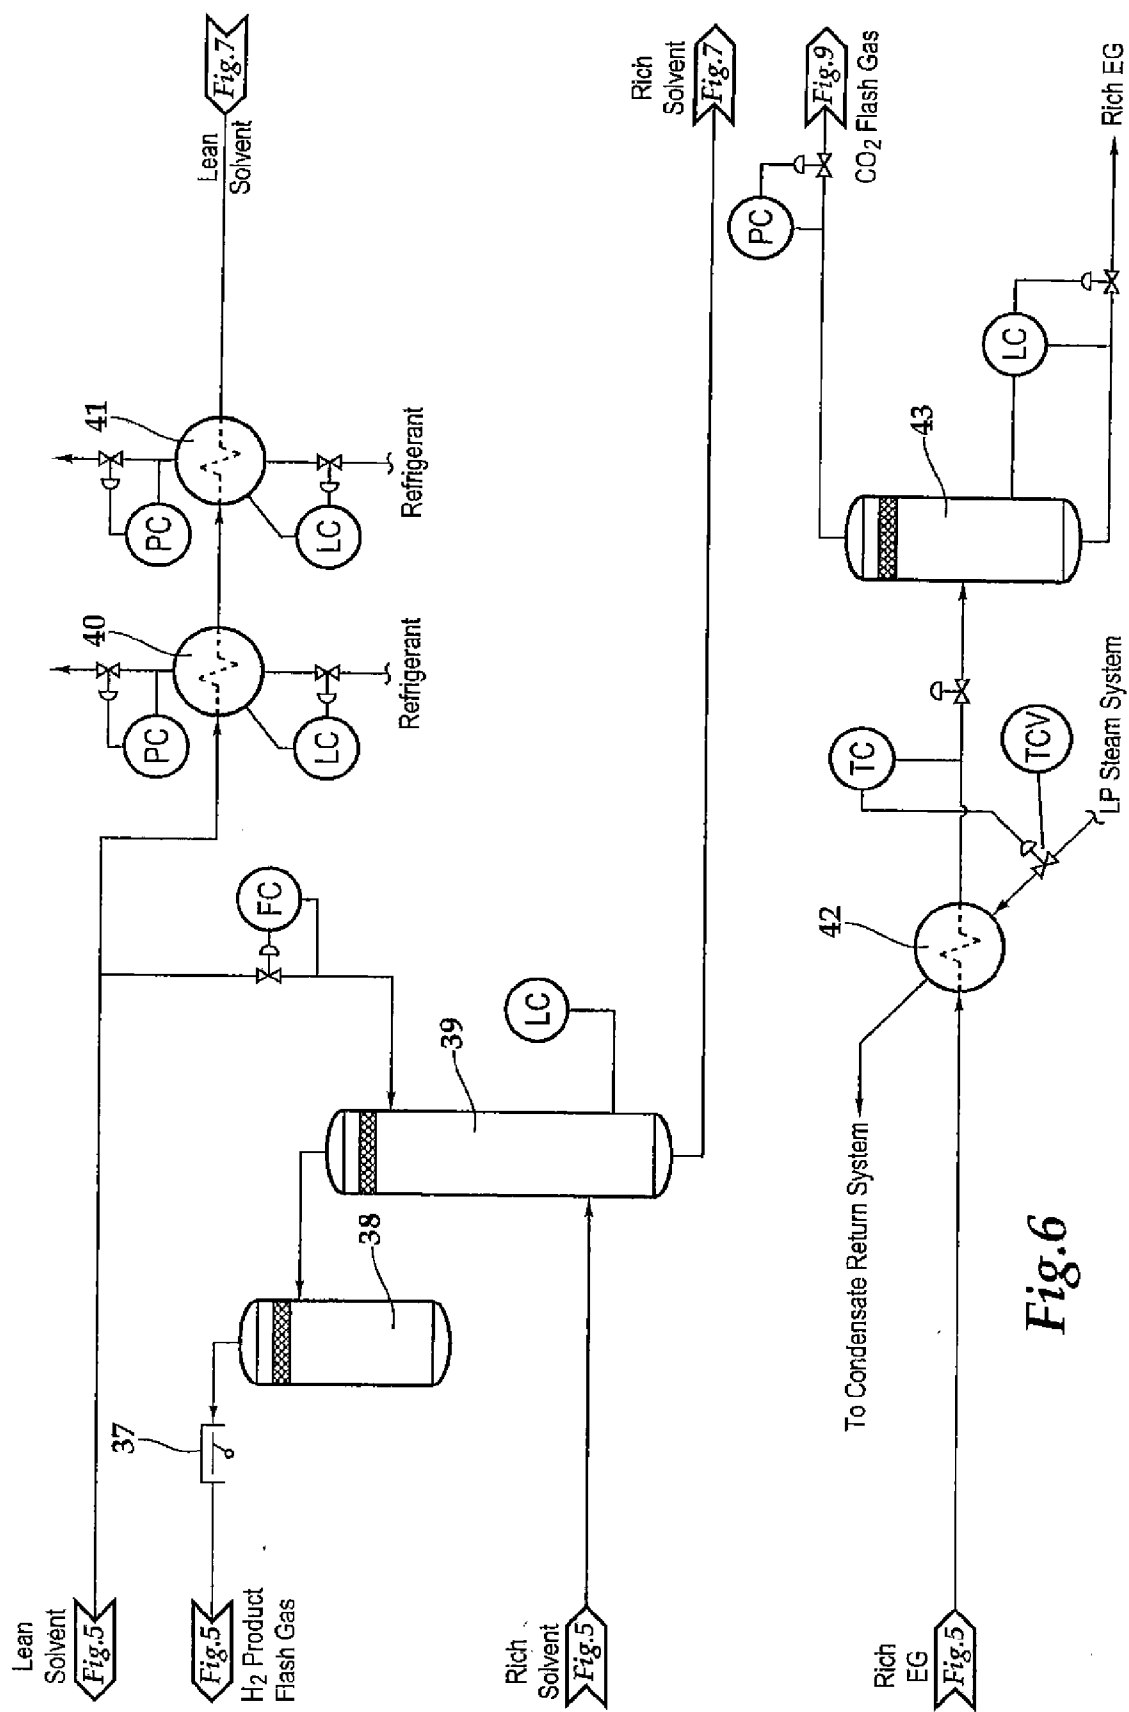 Lean
Solvent
Fig.5
Fig.5
H2 Product
Flash Gas
37
38
39
FC
LC
PC
LC
40
Refrigerant
PC
LC
41
Refrigerant
Lean
Solvent
Fig.7
Rich
Solvent
Fig.5
Rich
Solvent
Fig.7
Rich
EG
Fig.5
To Condensate Return System
42
TC
TCV
LP Steam System
43
LC
PC
Fig.9
CO2 Flash Gas
Rich EG
Fig.6